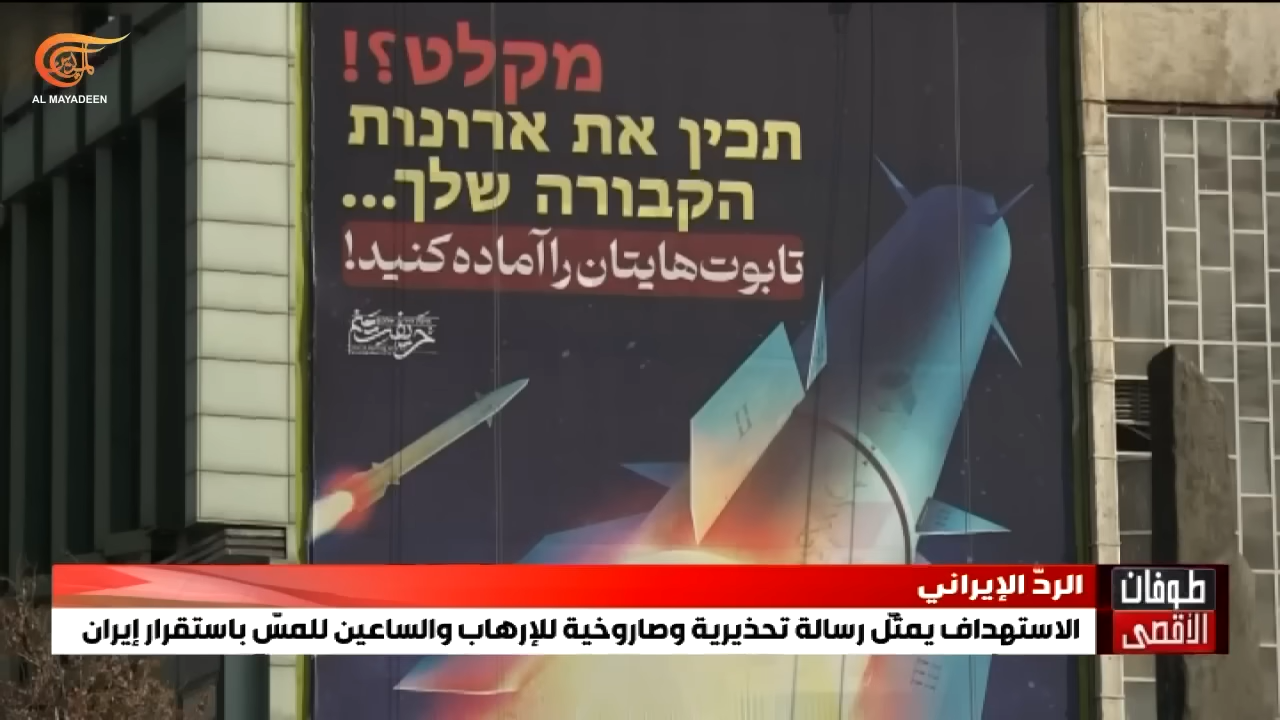 AL MAYADEEN
מקלט؟!
תכין את ארונות
הקבורה שלך...
تابوت‌هایتان را آماده کنید!
الردّ الإيراني
الاستهداف يمثّل رسالة تحذيرية وصاروخية للإرهاب والساعين للمسّ باستقرار إيران
طوفان
الأقصى